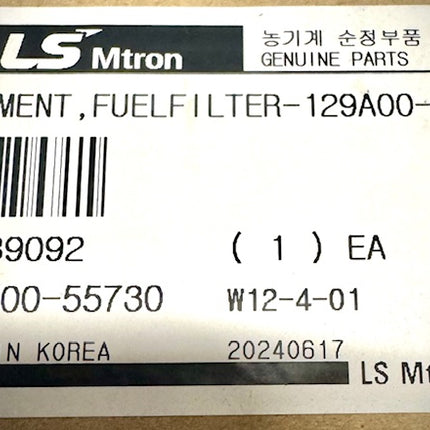 LS Mtron 농기계 순정부품
GENUINE PARTS
MENT,FUELFILTER-129A00-
39092 ( 1 ) EA
00-55730 W12-4-01
N KOREA 20240617
LS Mt